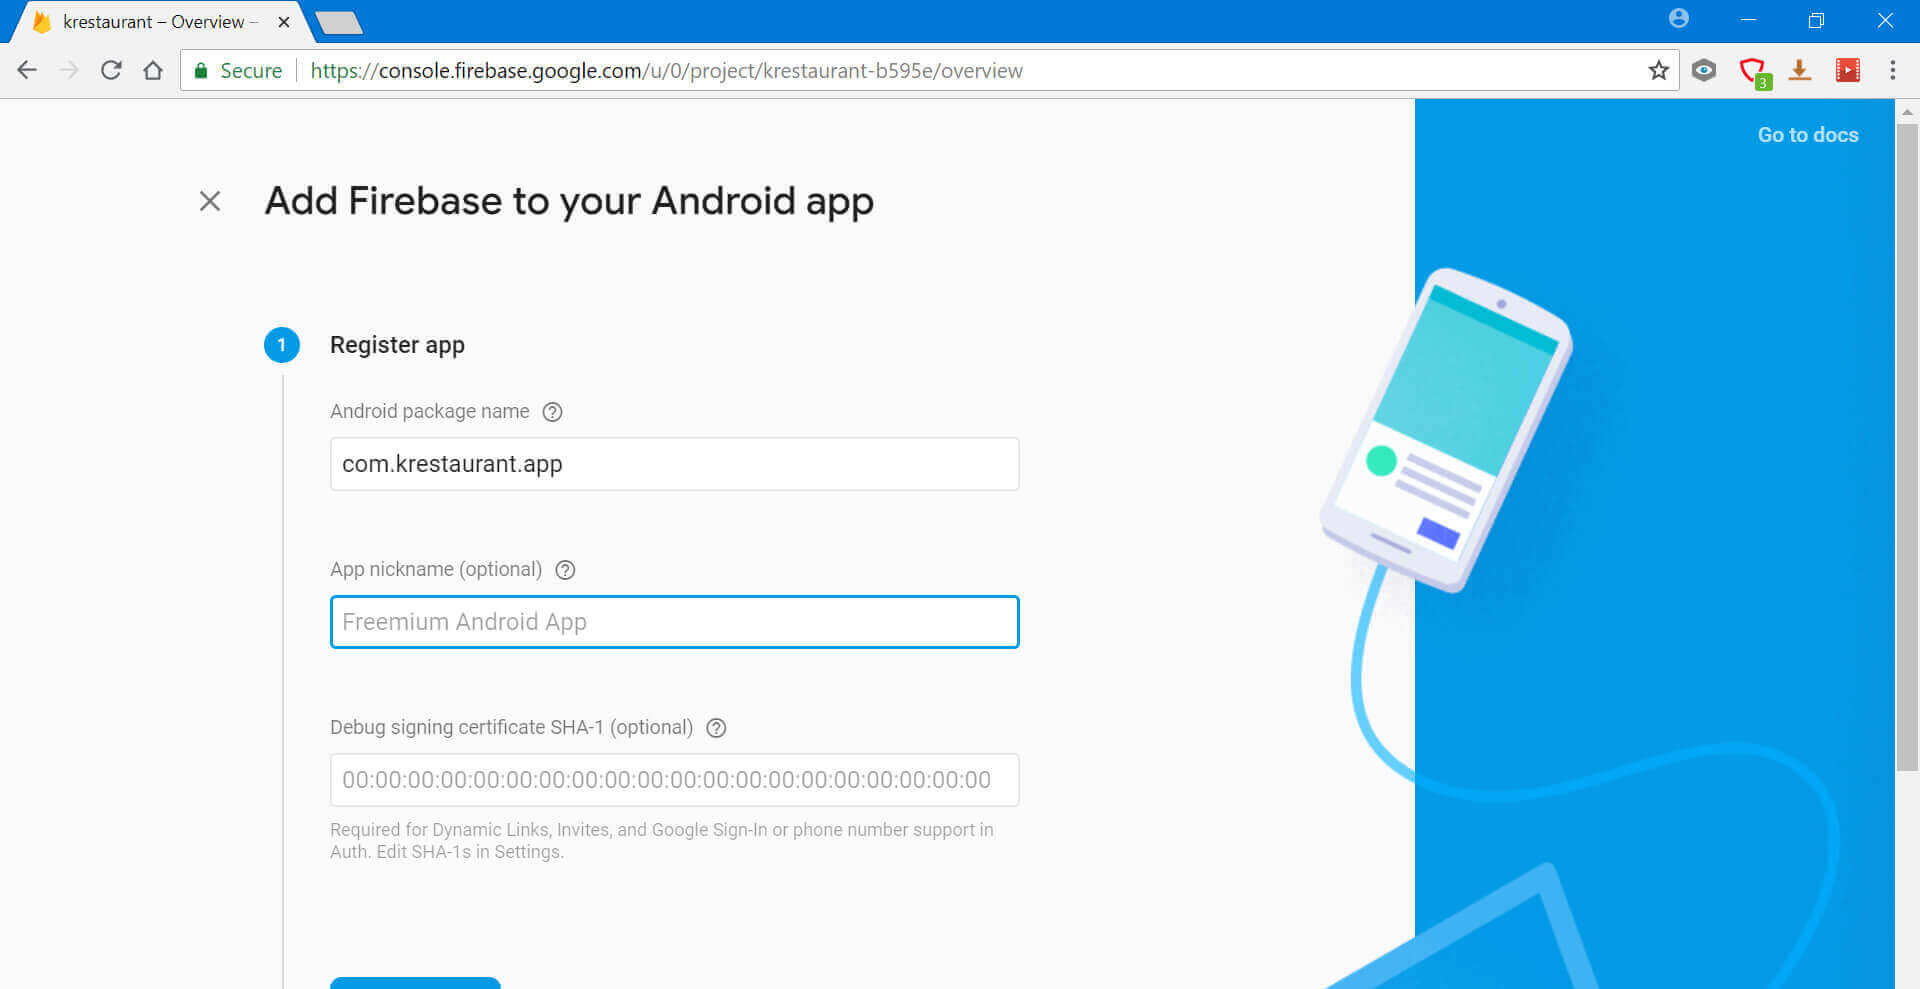 krestaurant – Overview –
Secure https://console.firebase.google.com/u/0/project/krestaurant-b595e/overview
3
Go to docs
Add Firebase to your Android app
1 Register app
Android package name ?
com.krestaurant.app
App nickname (optional) ?
Freemium Android App
Debug signing certificate SHA-1 (optional) ?
00:00:00:00:00:00:00:00:00:00:00:00:00:00:00:00:00:00:00:00
Required for Dynamic Links, Invites, and Google Sign-In or phone number support in
Auth. Edit SHA-1s in Settings.